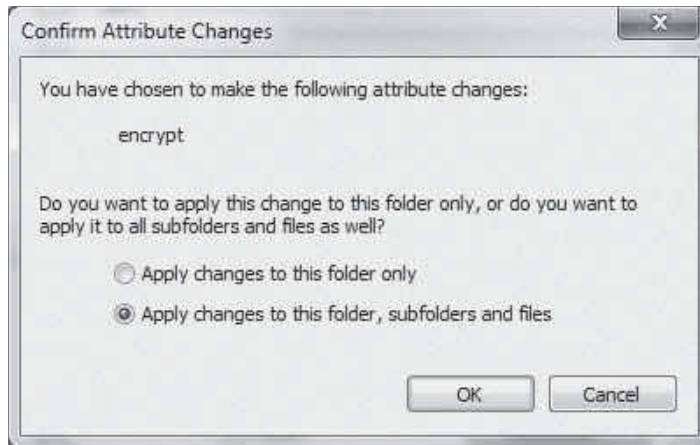 Confirm Attribute Changes
You have chosen to make the following attribute changes:
encrypt
Do you want to apply this change to this folder only, or do you want to
apply it to all subfolders and files as well?
Apply changes to this folder only
Apply changes to this folder, subfolders and files
OK Cancel